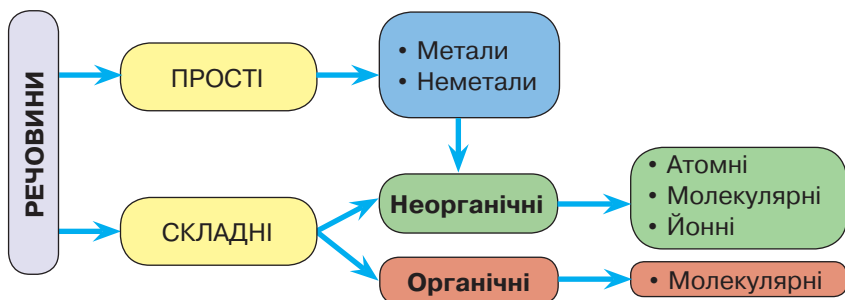 РЕЧОВИНИ
ПРОСТІ
• Метали
• Неметали
СКЛАДНІ
Неорганічні
• Атомні
• Молекулярні
• Йонні
Органічні
• Молекулярні